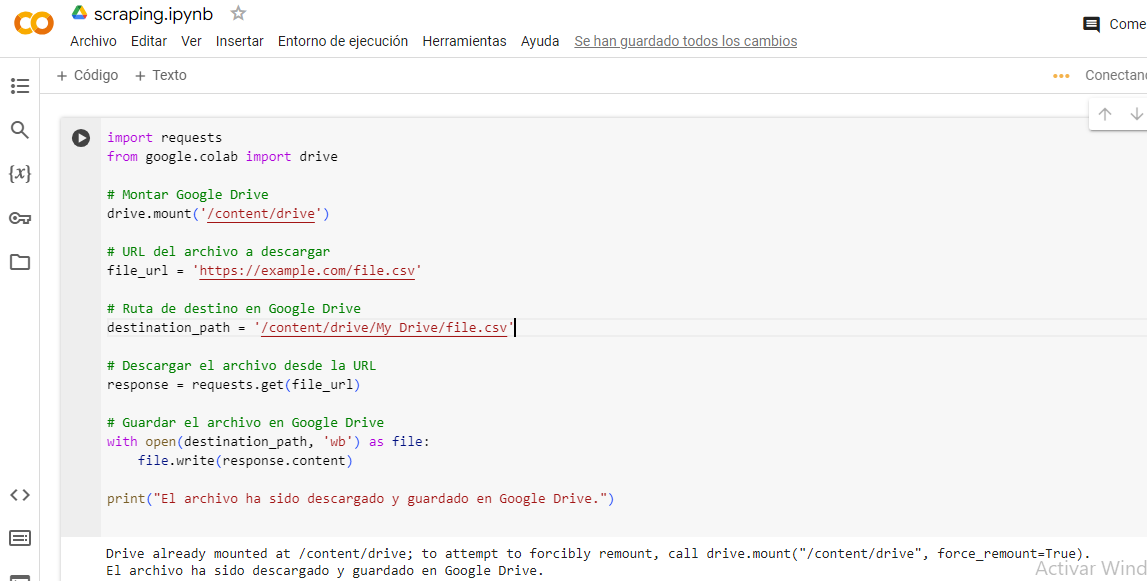 scraping.ipynb
Come
Archivo Editar Ver Insertar Entorno de ejecución Herramientas Ayuda Se han guardado todos los cambios
+ Código + Texto
Conectan
{x}
import requests
from google.colab import drive
# Montar Google Drive
drive.mount('/content/drive')
# URL del archivo a descargar
file_url = 'https://example.com/file.csv'
# Ruta de destino en Google Drive
destination_path = '/content/drive/My Drive/file.csv'
# Descargar el archivo desde la URL
response = requests.get(file_url)
# Guardar el archivo en Google Drive
with open(destination_path, 'wb') as file:
    file.write(response.content)
print("El archivo ha sido descargado y guardado en Google Drive.")
Drive already mounted at /content/drive; to attempt to forcibly remount, call drive.mount("/content/drive", force_remount=True).
El archivo ha sido descargado y guardado en Google Drive.
Activar Wind